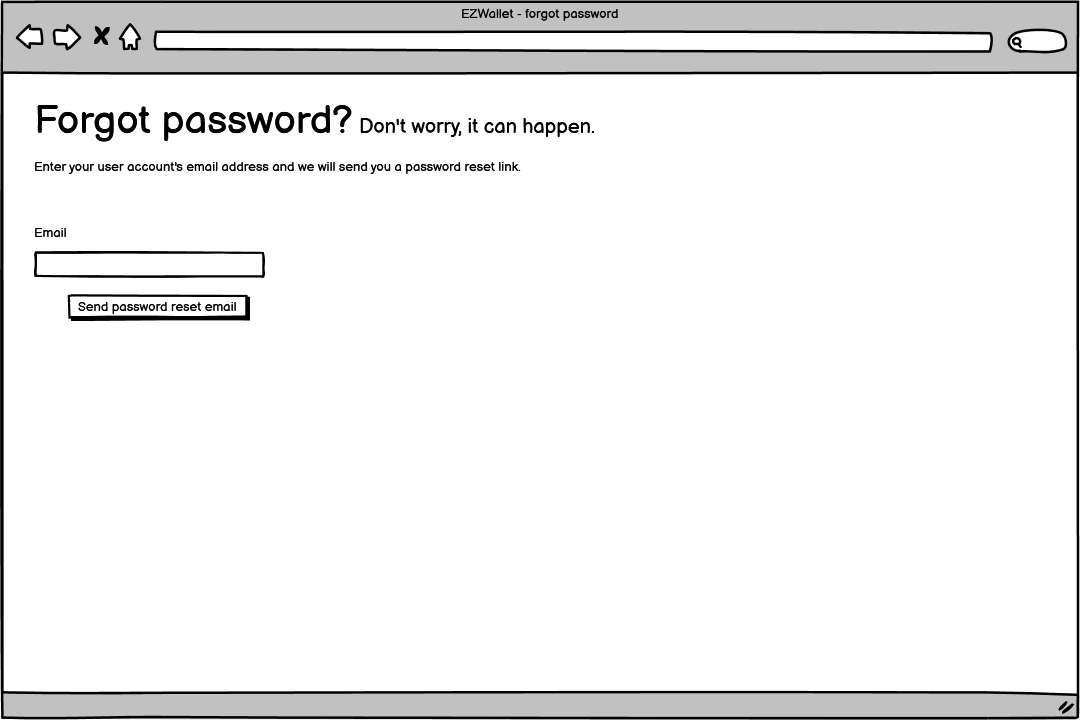 EZWallet - forgot password
Forgot password? Don't worry, it can happen.
Enter your user account's email address and we will send you a password reset link.
Email
Send password reset email